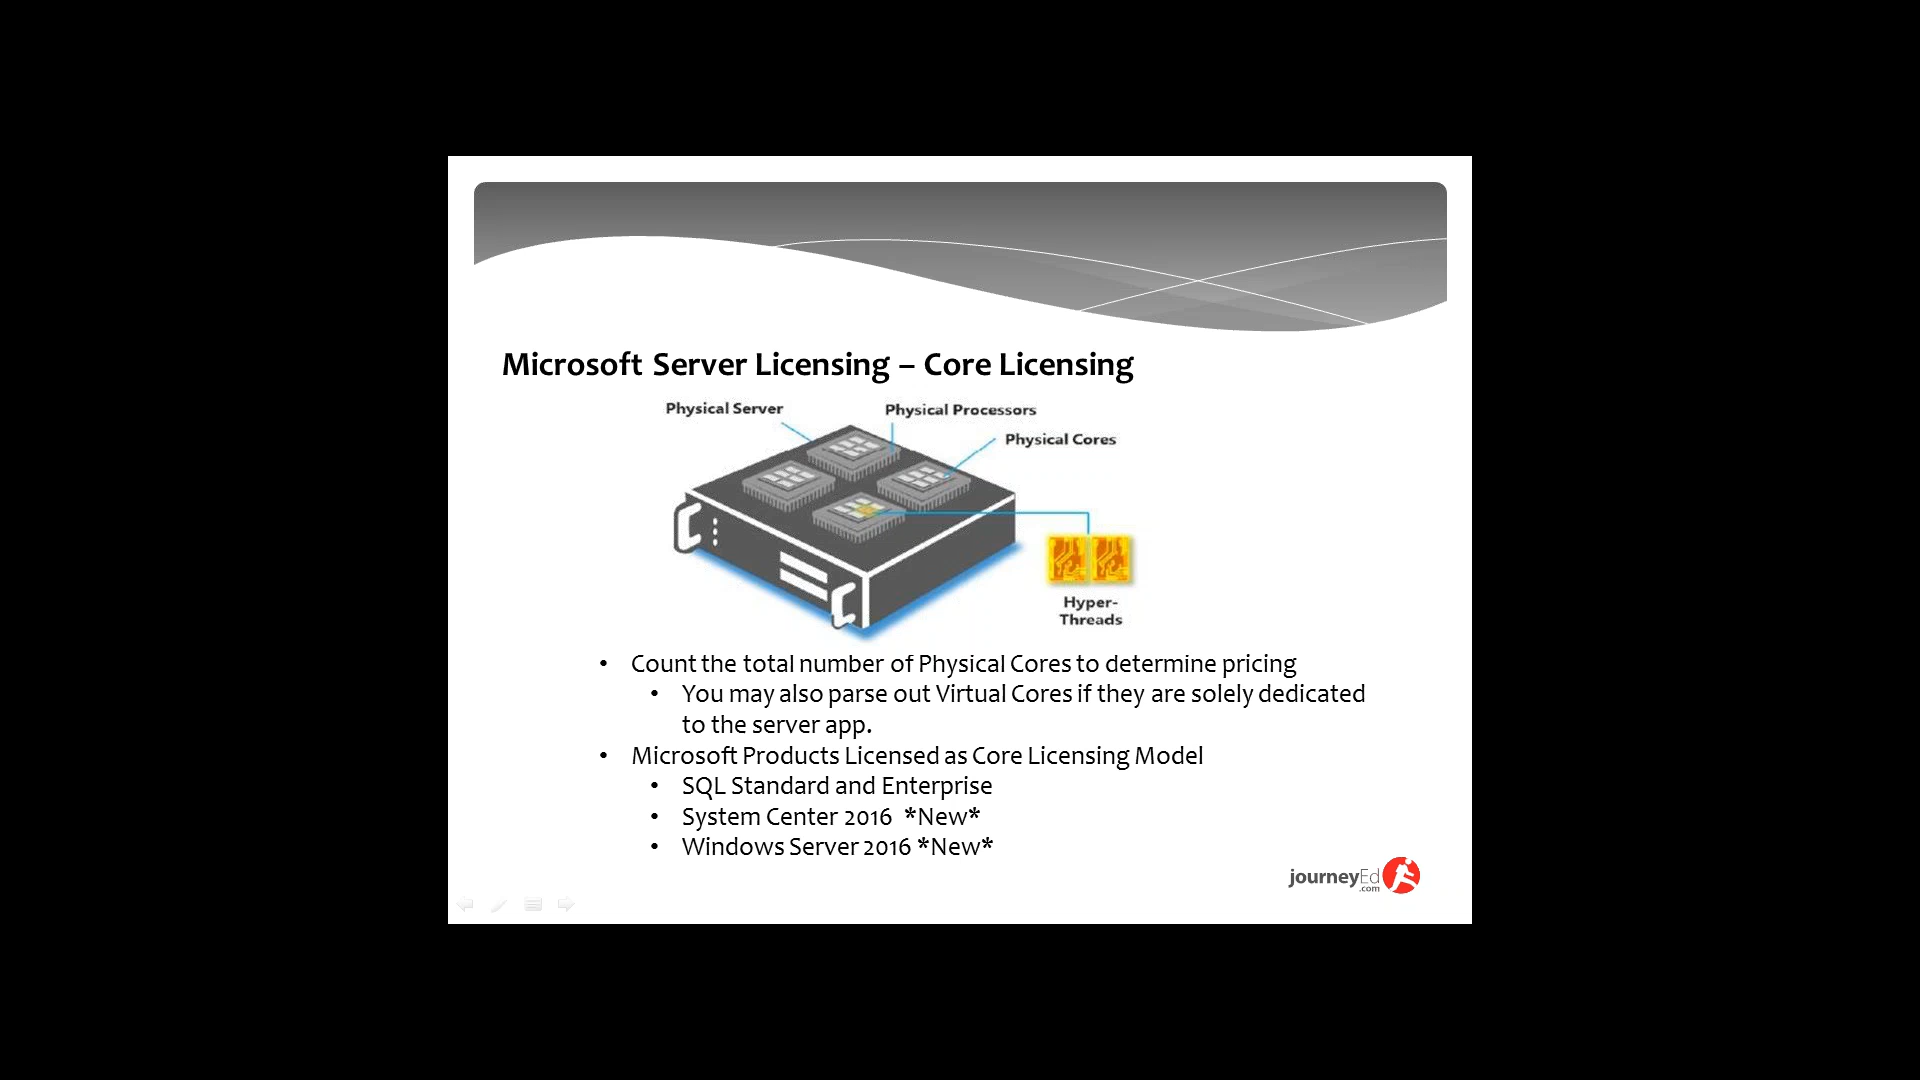 Microsoft Server Licensing – Core Licensing
Physical Server
Physical Processors
Physical Cores
Hyper-
Threads
• Count the total number of Physical Cores to determine pricing
• You may also parse out Virtual Cores if they are solely dedicated
to the server app.
• Microsoft Products Licensed as Core Licensing Model
• SQL Standard and Enterprise
• System Center 2016 *New*
• Windows Server 2016 *New*
journeyEd
.com